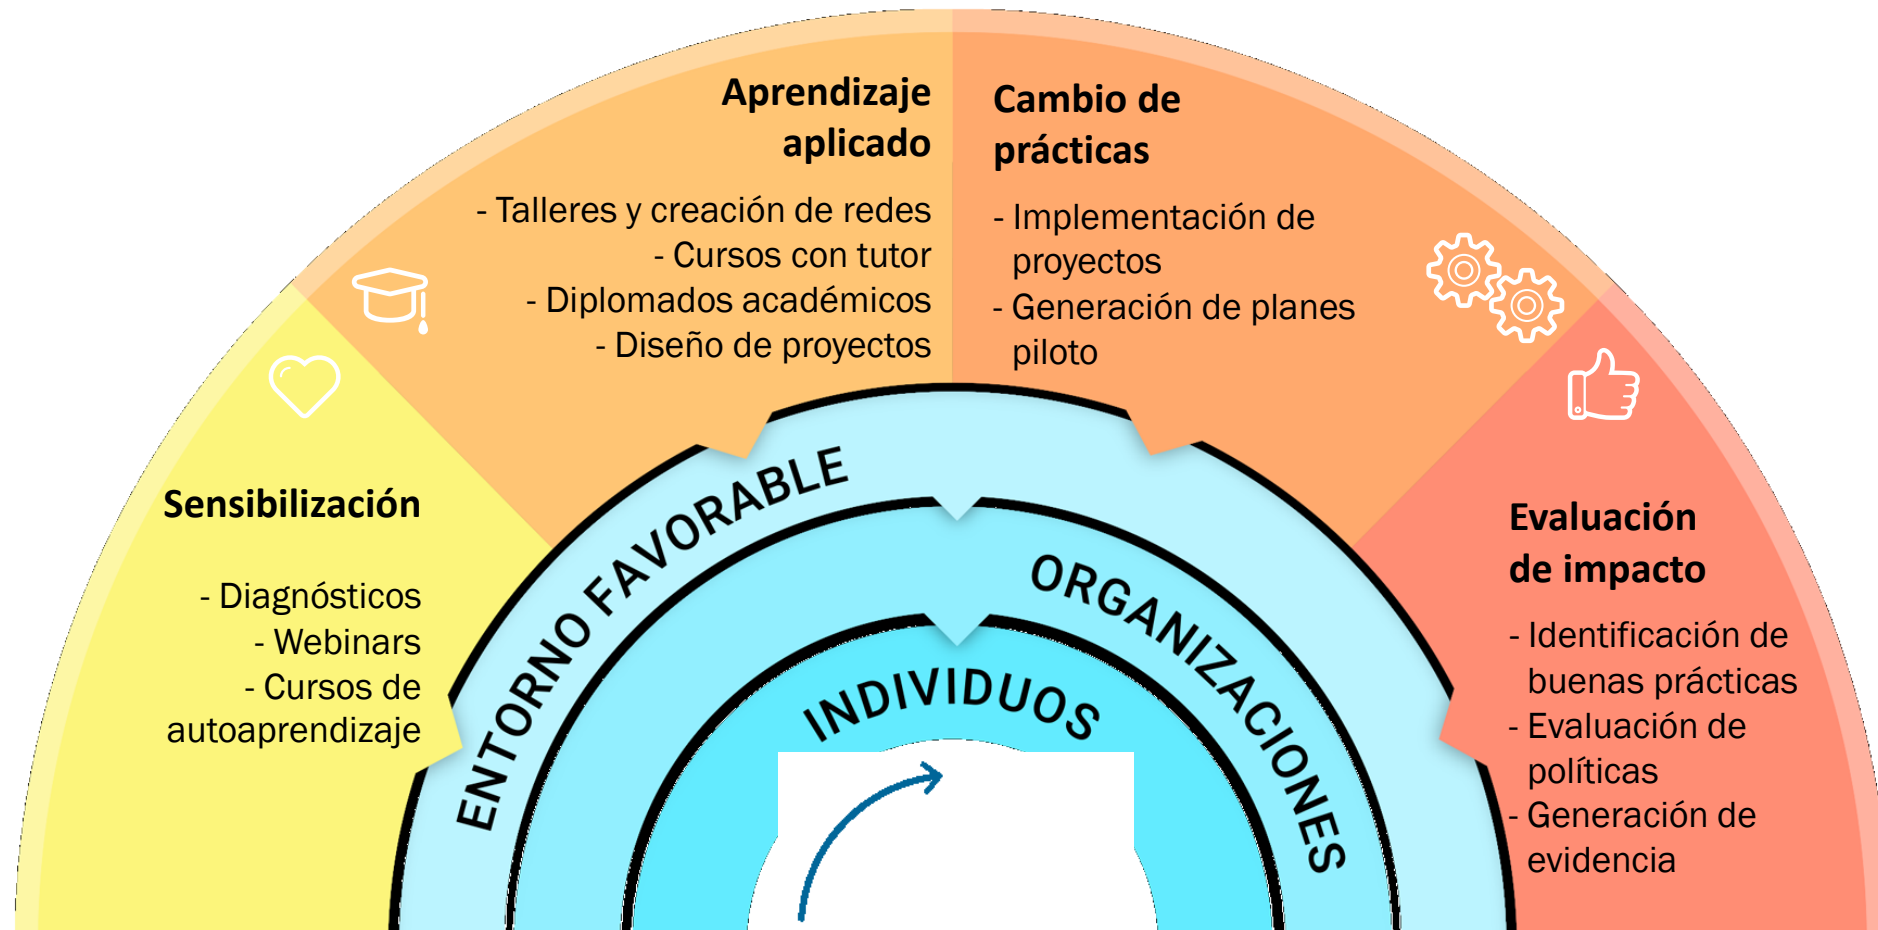 Aprendizaje
aplicado
- Talleres y creación de redes
- Cursos con tutor
- Diplomados académicos
- Diseño de proyectos
Cambio de
prácticas
- Implementación de
proyectos
- Generación de planes
piloto
Sensibilización
- Diagnósticos
- Webinars
- Cursos de
autoaprendizaje
Evaluación
de impacto
- Identificación de
buenas prácticas
- Evaluación de
políticas
- Generación de
evidencia
ENTORNO FAVORABLE
ORGANIZACIONES
INDIVIDUOS